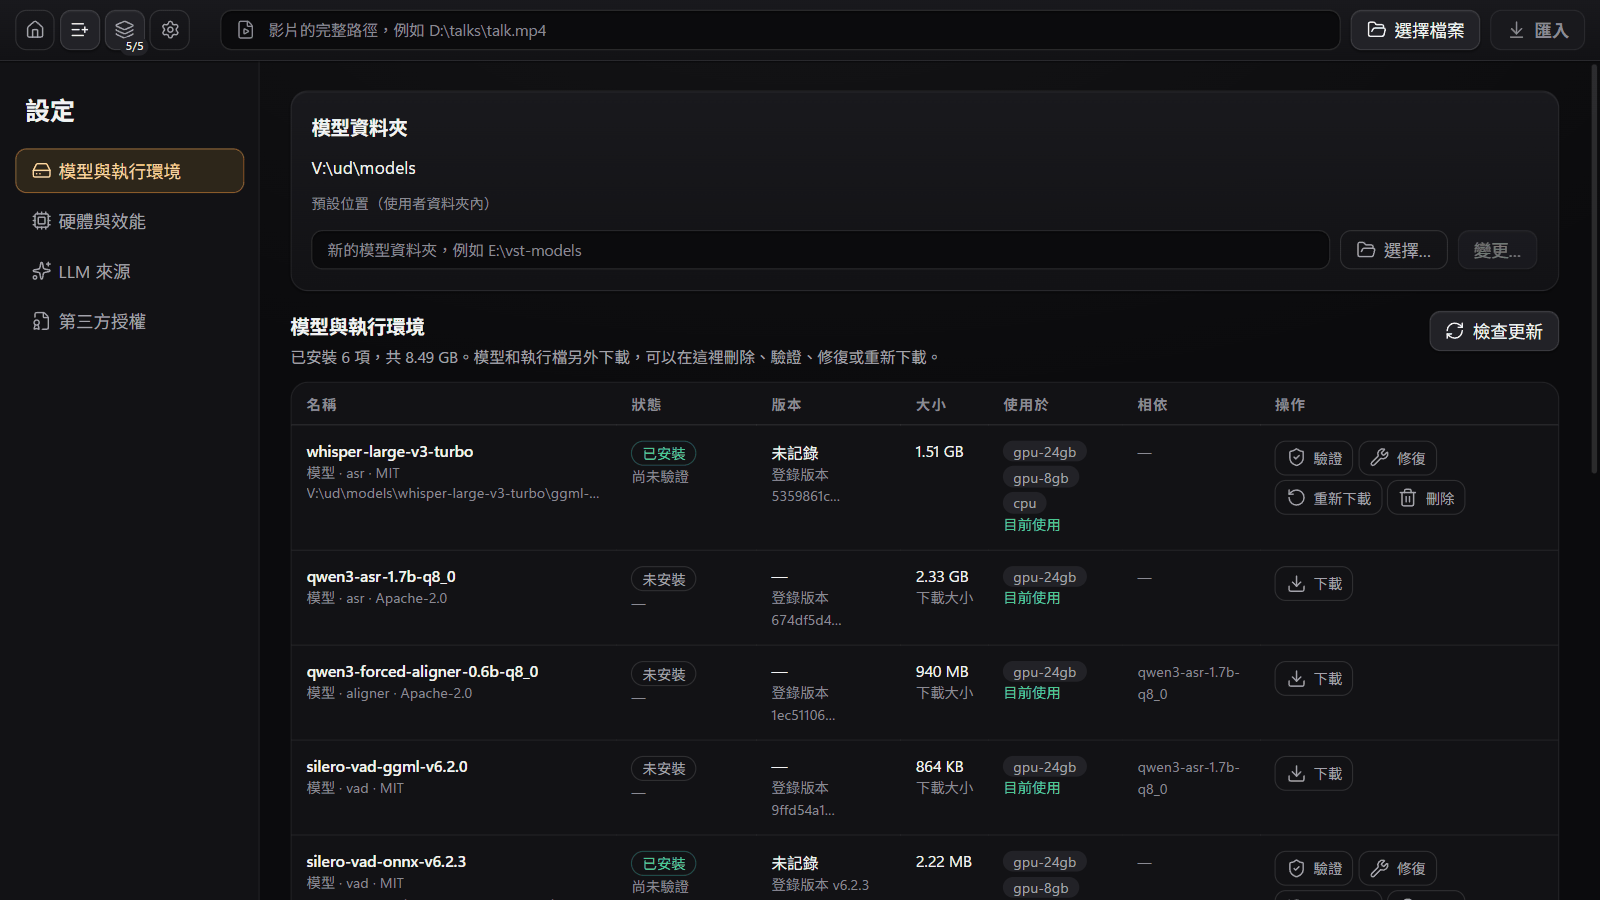 5/5
影片的完整路徑，例如 D:\talks\talk.mp4
選擇檔案
匯入
設定
模型與執行環境
硬體與效能
LLM 來源
第三方授權
模型資料夾
V:\ud\models
預設位置（使用者資料夾內）
新的模型資料夾，例如 E:\vst-models
選擇...
變更...
模型與執行環境
已安裝 6 項，共 8.49 GB。模型和執行檔另外下載，可以在這裡刪除、驗證、修復或重新下載。
檢查更新
名稱 狀態 版本 大小 使用於 相依 操作
whisper-large-v3-turbo
模型 · asr · MIT
V:\ud\models\whisper-large-v3-turbo\ggml-...
已安裝
尚未驗證
未記錄
登錄版本
5359861c...
1.51 GB
gpu-24gb
gpu-8gb
cpu
目前使用
—
驗證 修復
重新下載 刪除
qwen3-asr-1.7b-q8_0
模型 · asr · Apache-2.0
未安裝
—
—
登錄版本
674df5d4...
2.33 GB
下載大小
gpu-24gb
目前使用
—
下載
qwen3-forced-aligner-0.6b-q8_0
模型 · aligner · Apache-2.0
未安裝
—
—
登錄版本
1ec51106...
940 MB
下載大小
gpu-24gb
目前使用
qwen3-asr-1.7b-
q8_0
下載
silero-vad-ggml-v6.2.0
模型 · vad · MIT
未安裝
—
—
登錄版本
9ffd54a1...
864 KB
下載大小
gpu-24gb
目前使用
qwen3-asr-1.7b-
q8_0
下載
silero-vad-onnx-v6.2.3
模型 · vad · MIT
已安裝
尚未驗證
未記錄
登錄版本 v6.2.3
2.22 MB
gpu-24gb
gpu-8gb
—
驗證 修復